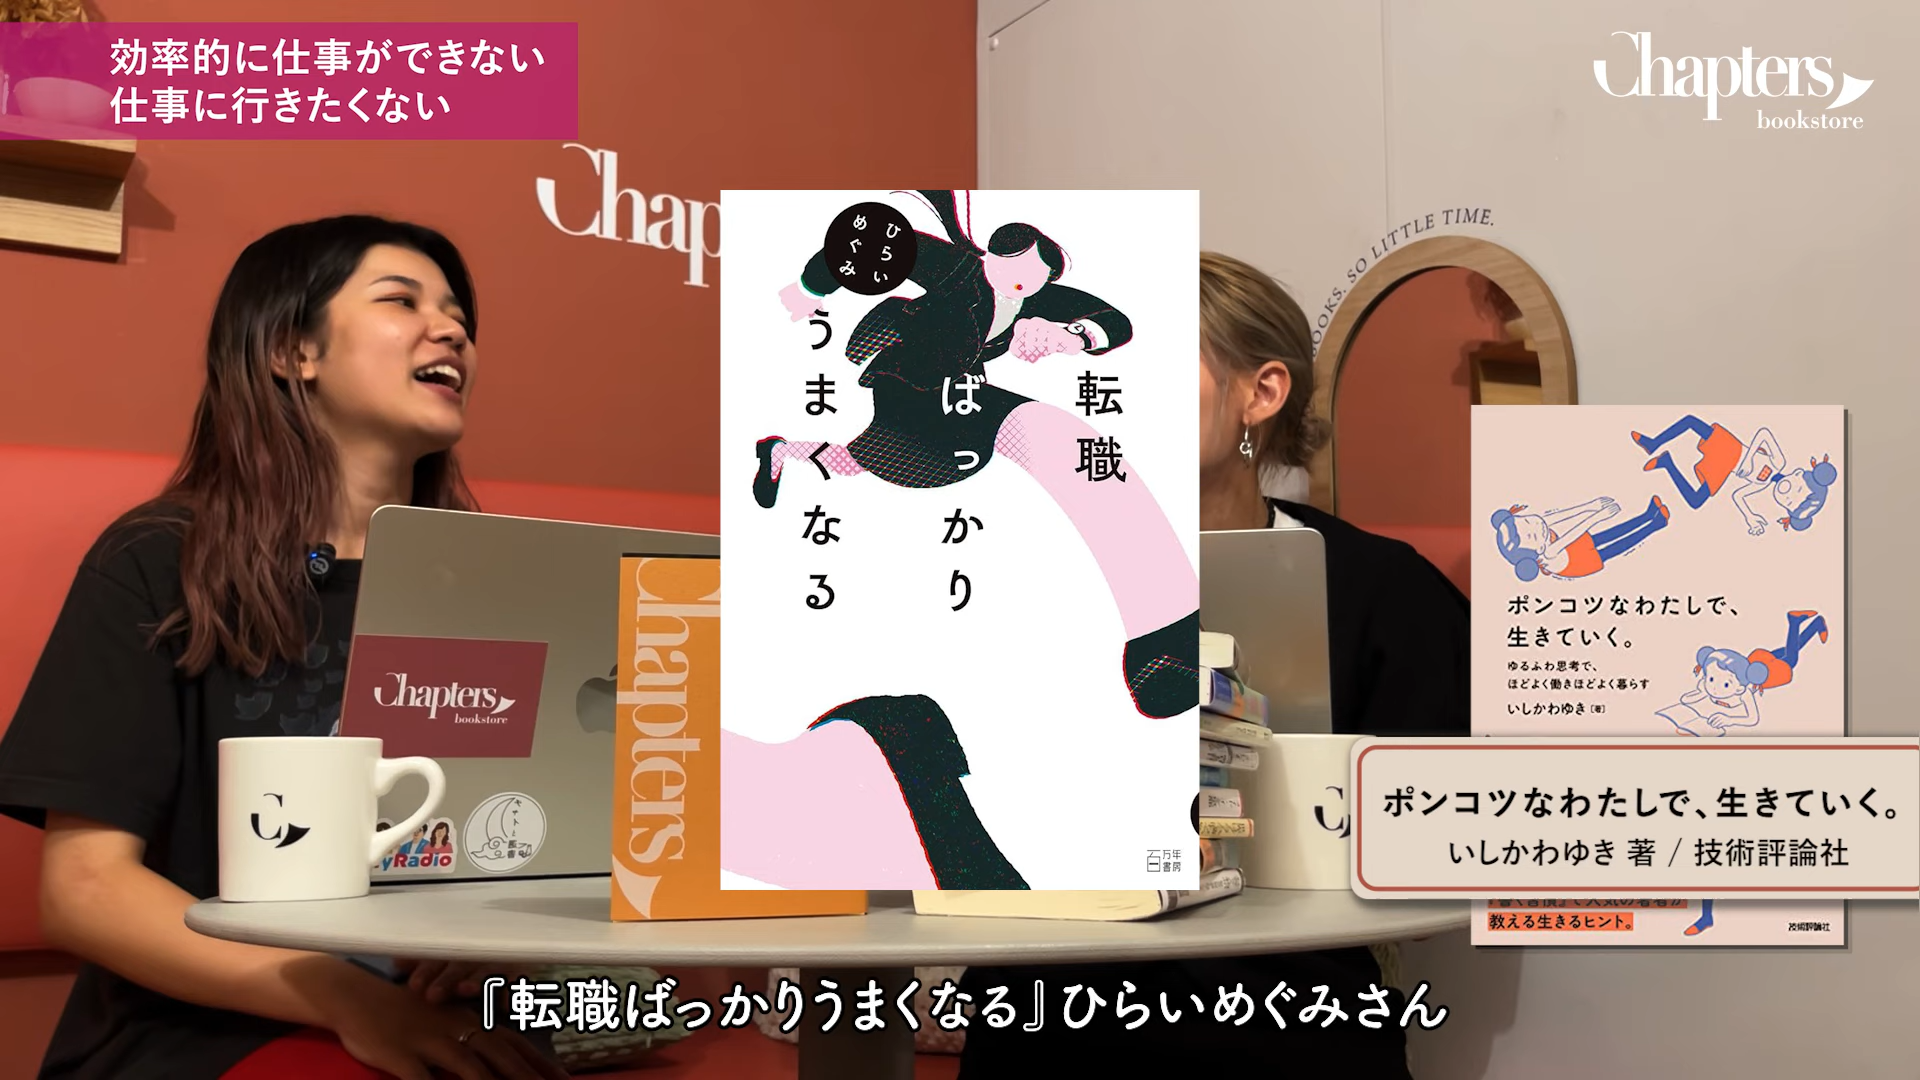 効率的に仕事ができない
仕事に行きたくない
Chapters
bookstore
Chap
BOOKS. SO LITTLE TIME.
ひらい
めぐみ
転職
ばっかり
うまくなる
百万年
書房
ポンコツなわたしで、
生きていく。
ゆるふわ思考で、
ほどよく働きほどよく暮らす
いしかわゆき［著］
ポンコツなわたしで、生きていく。
いしかわゆき 著 / 技術評論社
教える生きるヒント。
技術評論社
Chapters
bookstore
Chapters
yRadio
『転職ばっかりうまくなる』ひらいめぐみさん